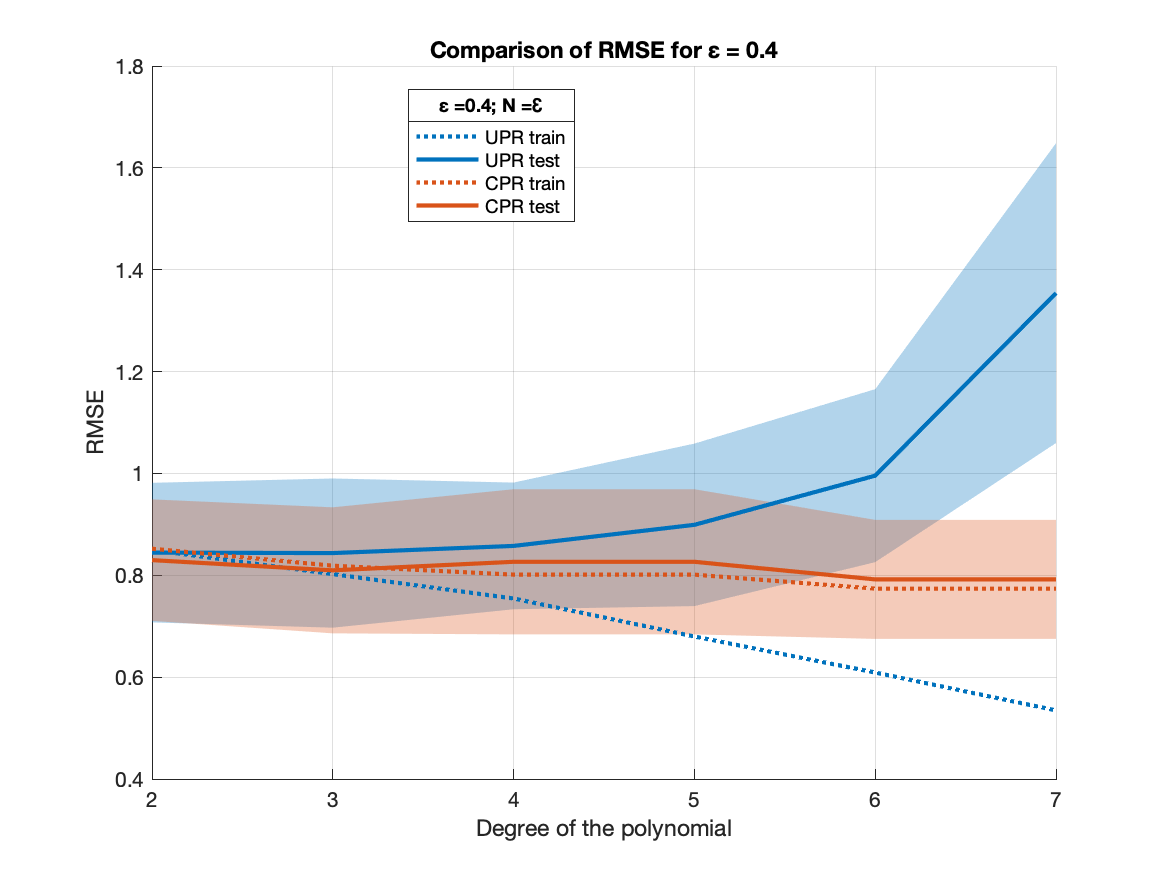 Comparison of RMSE for ε = 0.4
1.8
1.6
1.4
1.2
1
0.8
0.6
0.4
RMSE
ε =0.4; N =Ɛ
UPR train
UPR test
CPR train
CPR test
2 3 4 5 6 7
Degree of the polynomial